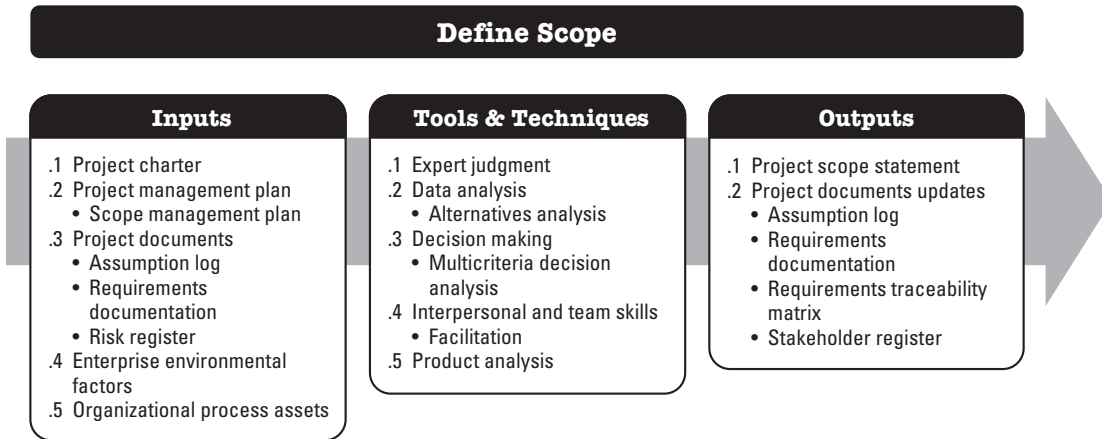 Define Scope
Inputs
.1 Project charter
.2 Project management plan
• Scope management plan
.3 Project documents
• Assumption log
• Requirements
documentation
• Risk register
.4 Enterprise environmental
factors
.5 Organizational process assets
Tools & Techniques
.1 Expert judgment
.2 Data analysis
• Alternatives analysis
.3 Decision making
• Multicriteria decision
analysis
.4 Interpersonal and team skills
• Facilitation
.5 Product analysis
Outputs
.1 Project scope statement
.2 Project documents updates
• Assumption log
• Requirements
documentation
• Requirements traceability
matrix
• Stakeholder register